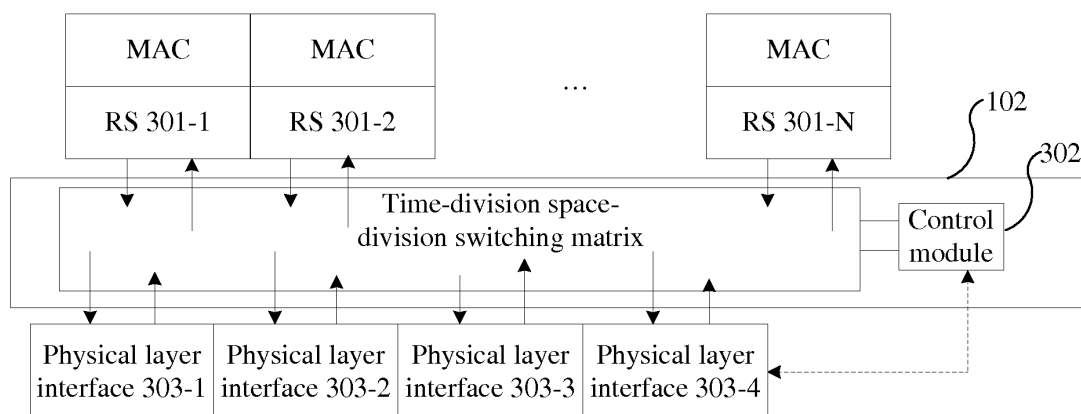 MAC
MAC
MAC
RS 301-1
RS 301-2
...
RS 301-N
102
302
Time-division space-
division switching matrix
Control
module
Physical layer
interface 303-1
Physical layer
interface 303-2
Physical layer
interface 303-3
Physical layer
interface 303-4